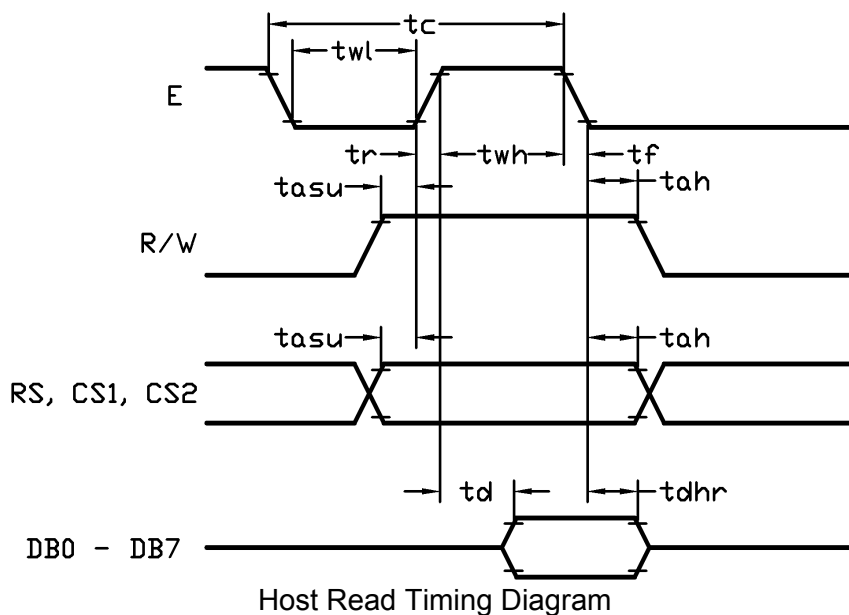 tc
twl
E
tr
twh
tf
tasu
tah
R/W
tasu
tah
RS, CS1, CS2
td
tdhr
DB0 - DB7
Host Read Timing Diagram